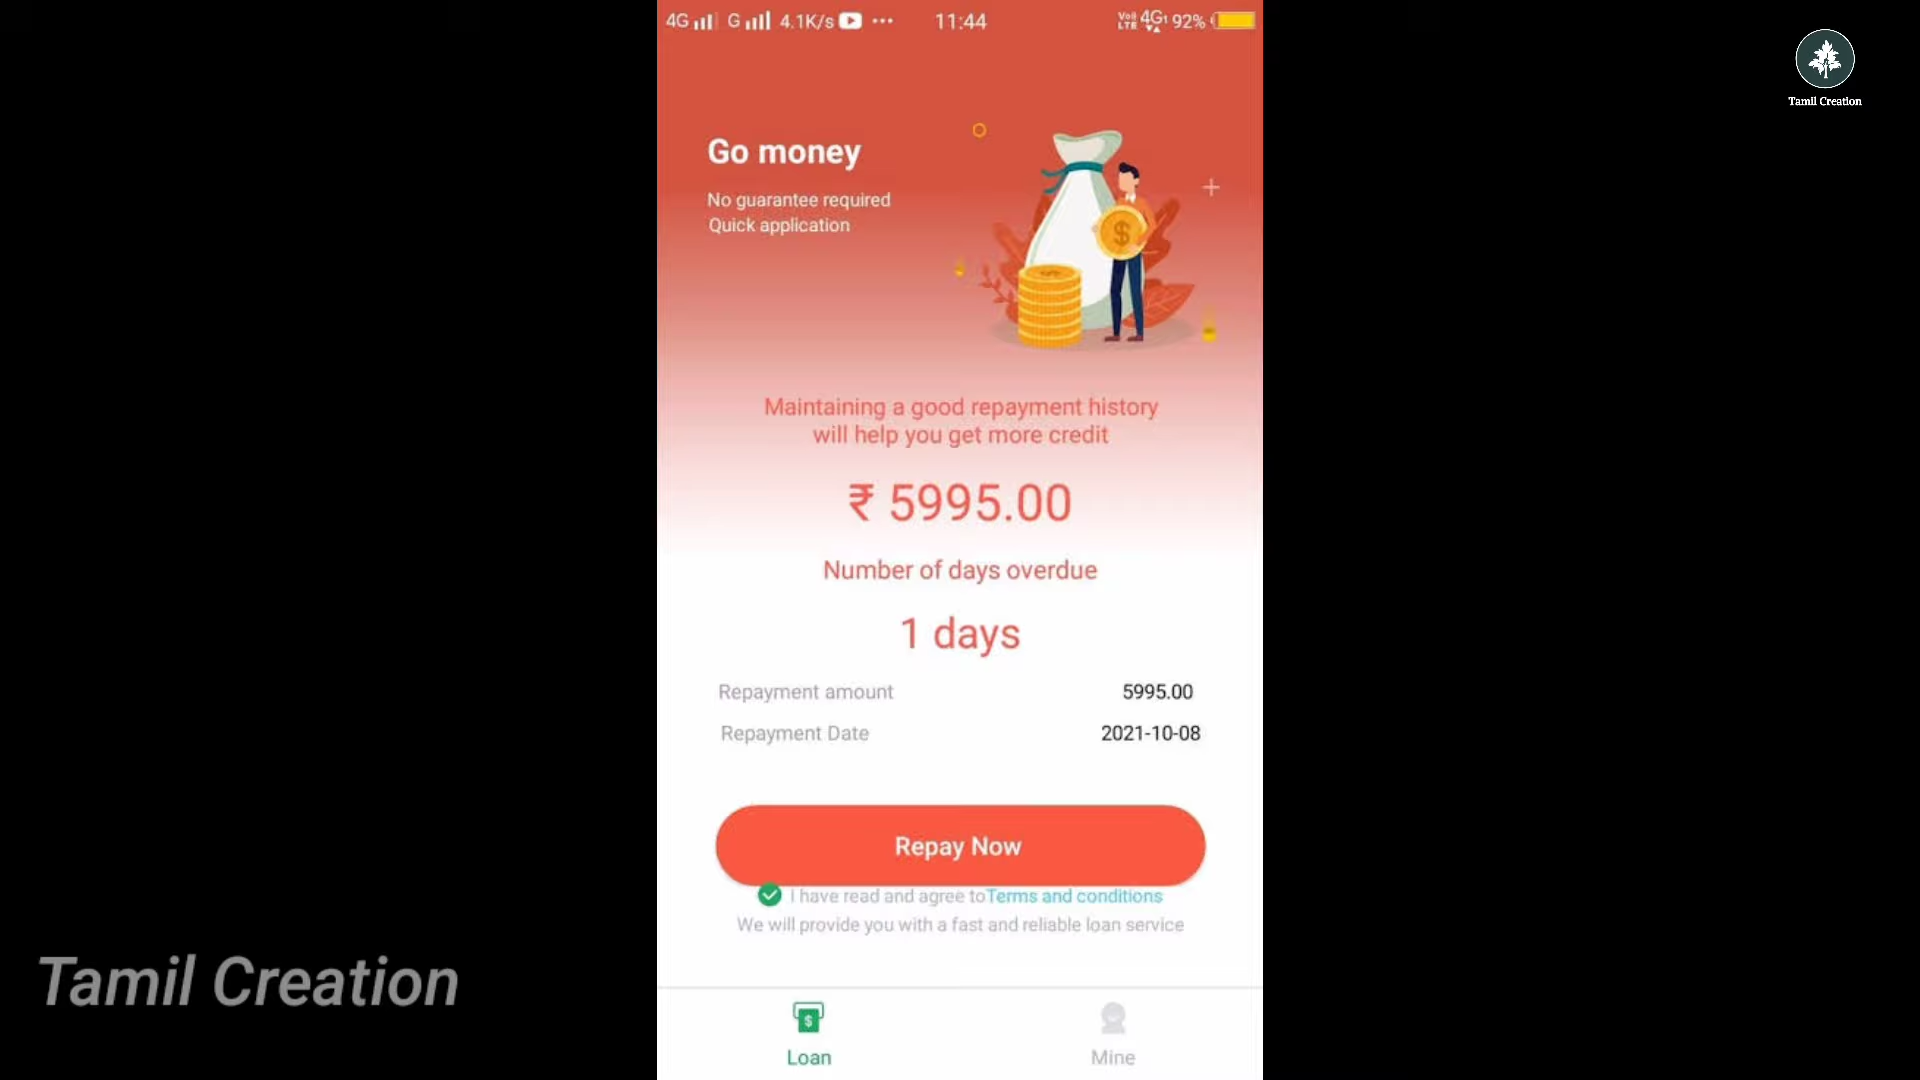 4G G 4.1K/s ••• 11:44 VoLTE 4G 92%
Tamil Creation
Go money
No guarantee required
Quick application
Maintaining a good repayment history
will help you get more credit
₹ 5995.00
Number of days overdue
1 days
Repayment amount 5995.00
Repayment Date 2021-10-08
Repay Now
I have read and agree toTerms and conditions
We will provide you with a fast and reliable loan service
Tamil Creation
Loan Mine